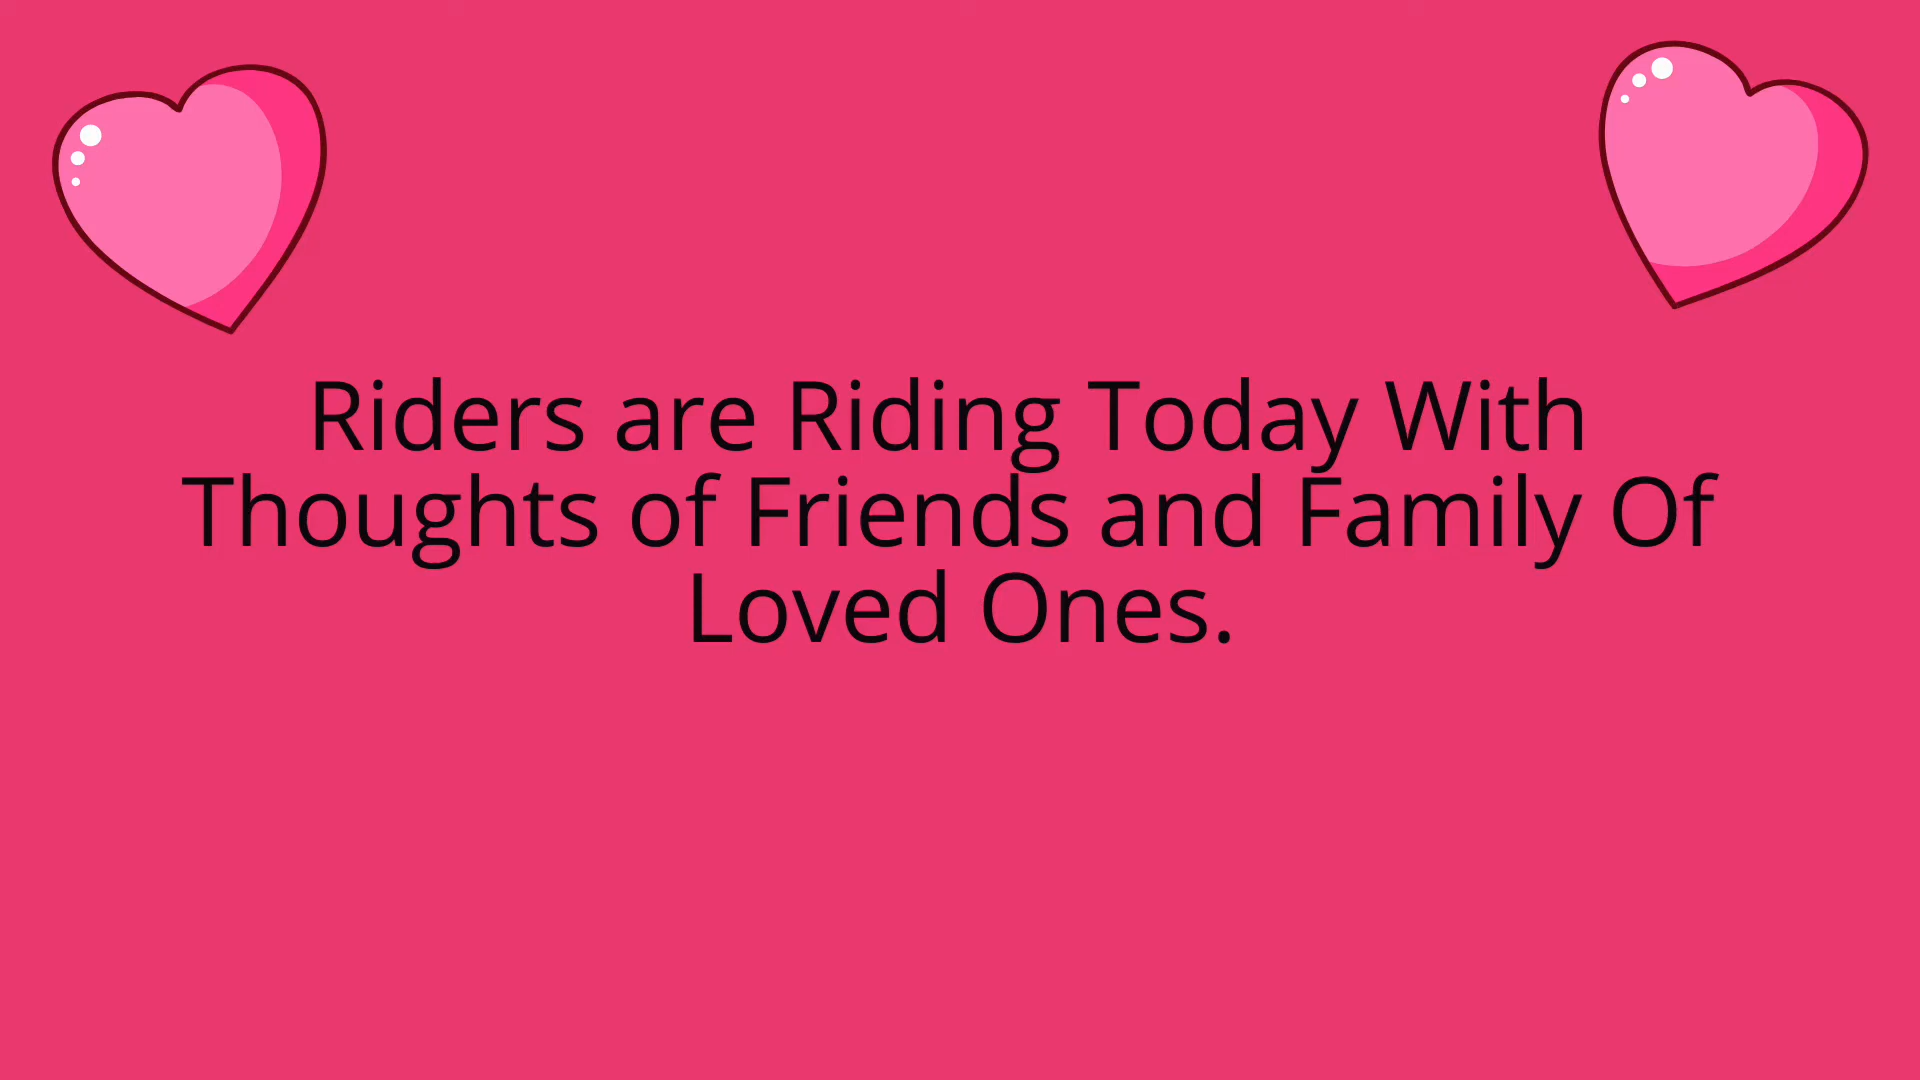 Riders are Riding Today With
Thoughts of Friends and Family Of
Loved Ones.